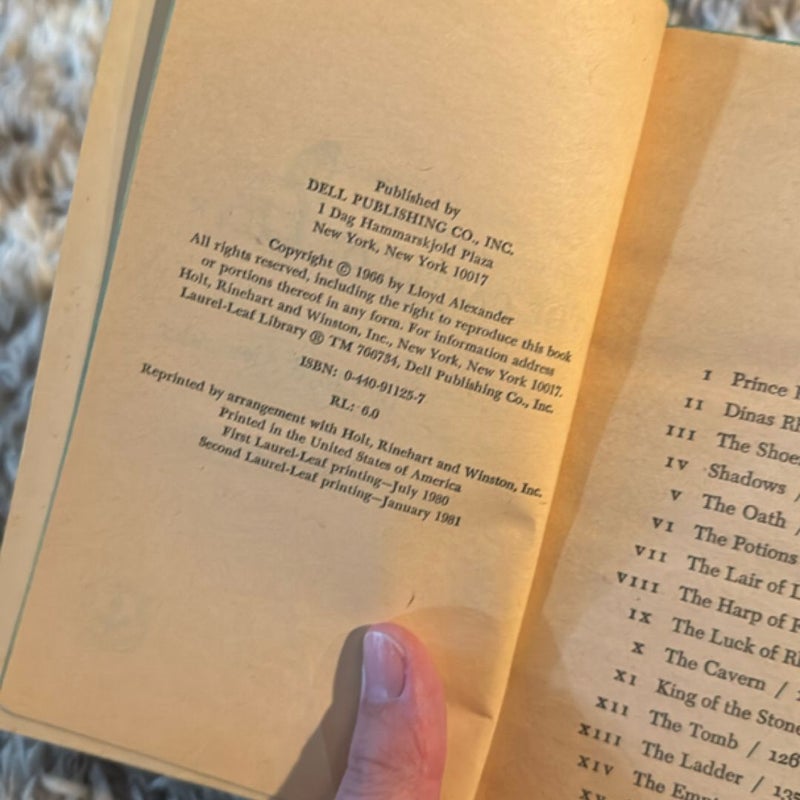 Published by
DELL PUBLISHING CO., INC.
1 Dag Hammarskjold Plaza
New York, New York 10017
Copyright © 1966 by Lloyd Alexander
All rights reserved, including the right to reproduce this book
or portions thereof in any form. For information address
Holt, Rinehart and Winston, Inc., New York, New York 10017.
Laurel-Leaf Library ® TM 766734, Dell Publishing Co., Inc.
ISBN: 0-440-91125-7
RL: 6.0
Reprinted by arrangement with Holt, Rinehart and Winston, Inc.
Printed in the United States of America
First Laurel-Leaf printing—July 1980
Second Laurel-Leaf printing—January 1981
I Prince
II Dinas
III The
IV Shadows /
V The Oath /
VI The Potions
VII The Lair of
VIII The Harp of
IX The Luck of
X The Cavern /
XI King of the
XII The Tomb / 126
XIII The Ladder /
XIV The